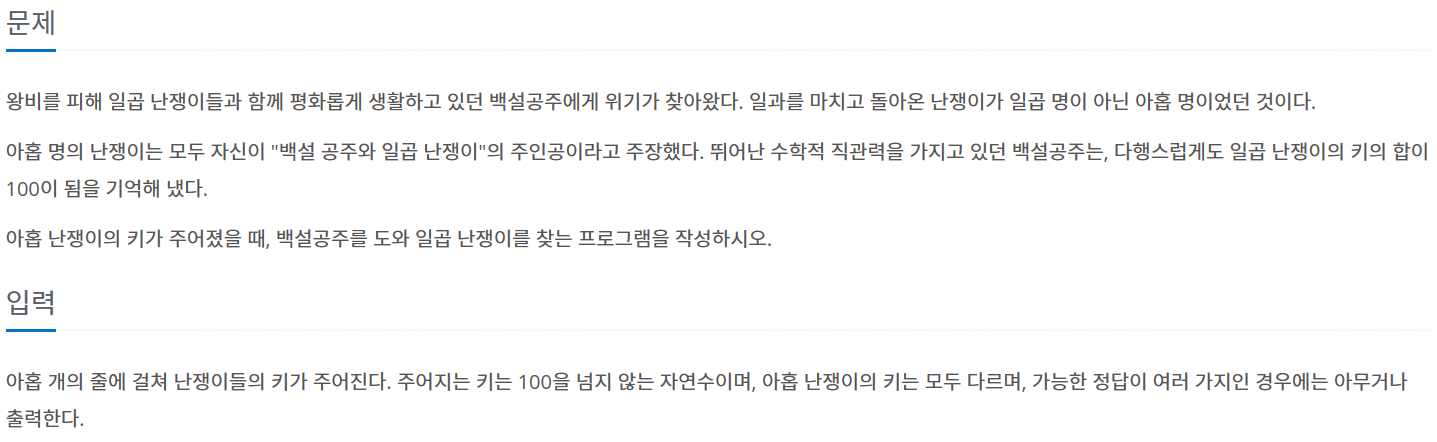 문제
왕비를 피해 일곱 난쟁이들과 함께 평화롭게 생활하고 있던 백설공주에게 위기가 찾아왔다. 일과를 마치고 돌아온 난쟁이가 일곱 명이 아닌 아홉 명이었던 것이다.
아홉 명의 난쟁이는 모두 자신이 "백설 공주와 일곱 난쟁이"의 주인공이라고 주장했다. 뛰어난 수학적 직관력을 가지고 있던 백설공주는, 다행스럽게도 일곱 난쟁이의 키의 합이
100이 됨을 기억해 냈다.
아홉 난쟁이의 키가 주어졌을 때, 백설공주를 도와 일곱 난쟁이를 찾는 프로그램을 작성하시오.
입력
아홉 개의 줄에 걸쳐 난쟁이들의 키가 주어진다. 주어지는 키는 100을 넘지 않는 자연수이며, 아홉 난쟁이의 키는 모두 다르며, 가능한 정답이 여러 가지인 경우에는 아무거나
출력한다.